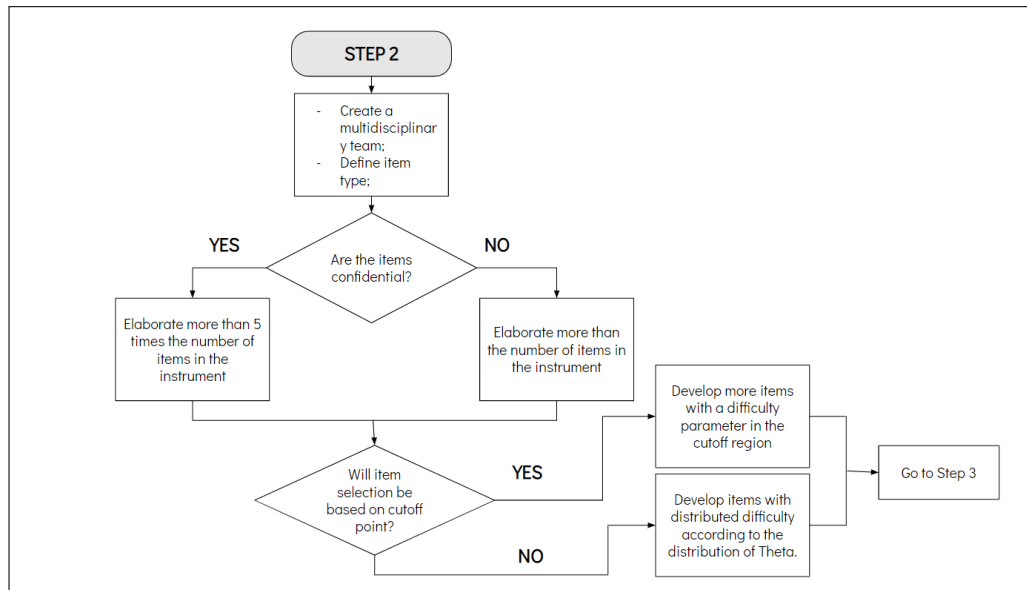 STEP 2
- Create a
multidisciplinar
y team;
- Define item
type;
YES
NO
Are the items
confidential?
Elaborate more than 5
times the number of
items in the
instrument
Elaborate more than
the number of items in
the instrument
Develop more items
with a difficulty
parameter in the
cutoff region
Will item
selection be
based on cutoff
point?
YES
Go to Step 3
Develop items with
distributed difficulty
according to the
distribution of Theta.
NO